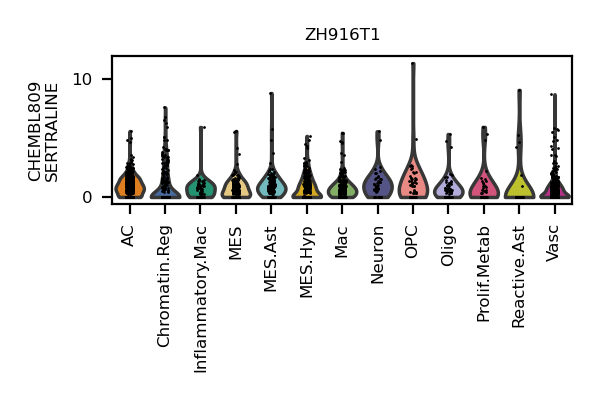 ZH916T1
CHEMBL809
SERTRALINE
10
0
AC
Chromatin.Reg
Inflammatory.Mac
MES
MES.Ast
MES.Hyp
Mac
Neuron
OPC
Oligo
Prolif.Metab
Reactive.Ast
Vasc